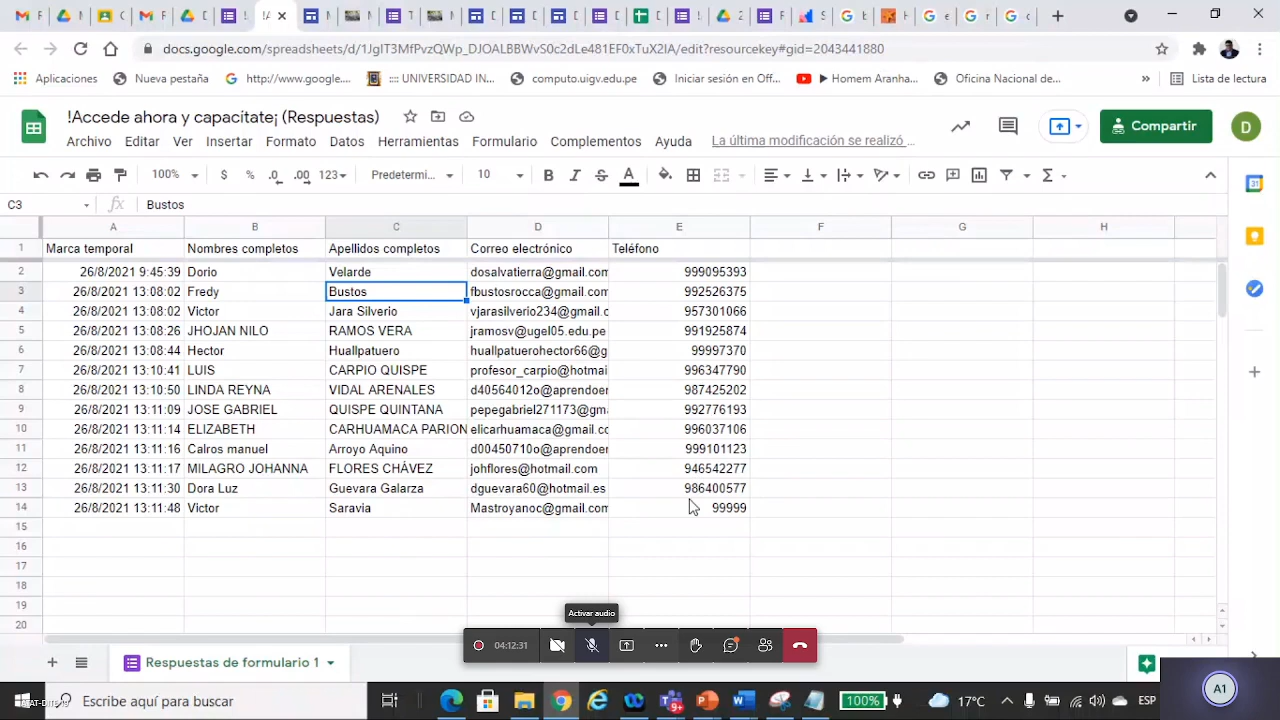 docs.google.com/spreadsheets/d/1JgIT3MfPvzQWp_DJOALBBWvS0c2dLe481EF0xTuX2IA/edit?resourcekey#gid=2043441880
Aplicaciones Nueva pestaña http://www.google.... :::: UNIVERSIDAD IN... computo.uigv.edu.pe Iniciar sesión en Off... ▶ Homem Aranha... Oficina Nacional de... » Lista de lectura
!Accede ahora y capacítate¡ (Respuestas)
Archivo Editar Ver Insertar Formato Datos Herramientas Formulario Complementos Ayuda La última modificación se realizó ...
Compartir D
100% $ % .0 .00 123 Predetermi... 10 B I S A Σ
C3 fx Bustos
A B C D E F G H
1 Marca temporal Nombres completos Apellidos completos Correo electrónico Teléfono
2 26/8/2021 9:45:39 Dorio Velarde dosalvatierra@gmail.com 999095393
3 26/8/2021 13:08:02 Fredy Bustos fbustosrocca@gmail.com 992526375
4 26/8/2021 13:08:02 Victor Jara Silverio vjarasilverio234@gmail.c 957301066
5 26/8/2021 13:08:26 JHOJAN NILO RAMOS VERA jramosv@ugel05.edu.pe 991925874
6 26/8/2021 13:08:44 Hector Huallpatuero huallpatuerohector66@g 99997370
7 26/8/2021 13:10:41 LUIS CARPIO QUISPE profesor_carpio@hotmai 996347790
8 26/8/2021 13:10:50 LINDA REYNA VIDAL ARENALES d40564012o@aprendoen 987425202
9 26/8/2021 13:11:09 JOSE GABRIEL QUISPE QUINTANA pepegabriel271173@gma 992776193
10 26/8/2021 13:11:14 ELIZABETH CARHUAMACA PARION elicarhuamaca@gmail.co 996037106
11 26/8/2021 13:11:16 Calros manuel Arroyo Aquino d00450710o@aprendoen 999101123
12 26/8/2021 13:11:17 MILAGRO JOHANNA FLORES CHÁVEZ johflores@hotmail.com 946542277
13 26/8/2021 13:11:30 Dora Luz Guevara Galarza dguevara60@hotmail.es 986400577
14 26/8/2021 13:11:48 Victor Saravia Mastroyanoc@gmail.com 99999
15
16
17
18
19
20
Activar audio
04:12:31
Respuestas de formulario 1
A1
Escribe aquí para buscar 9+ 100% 17°C ESP